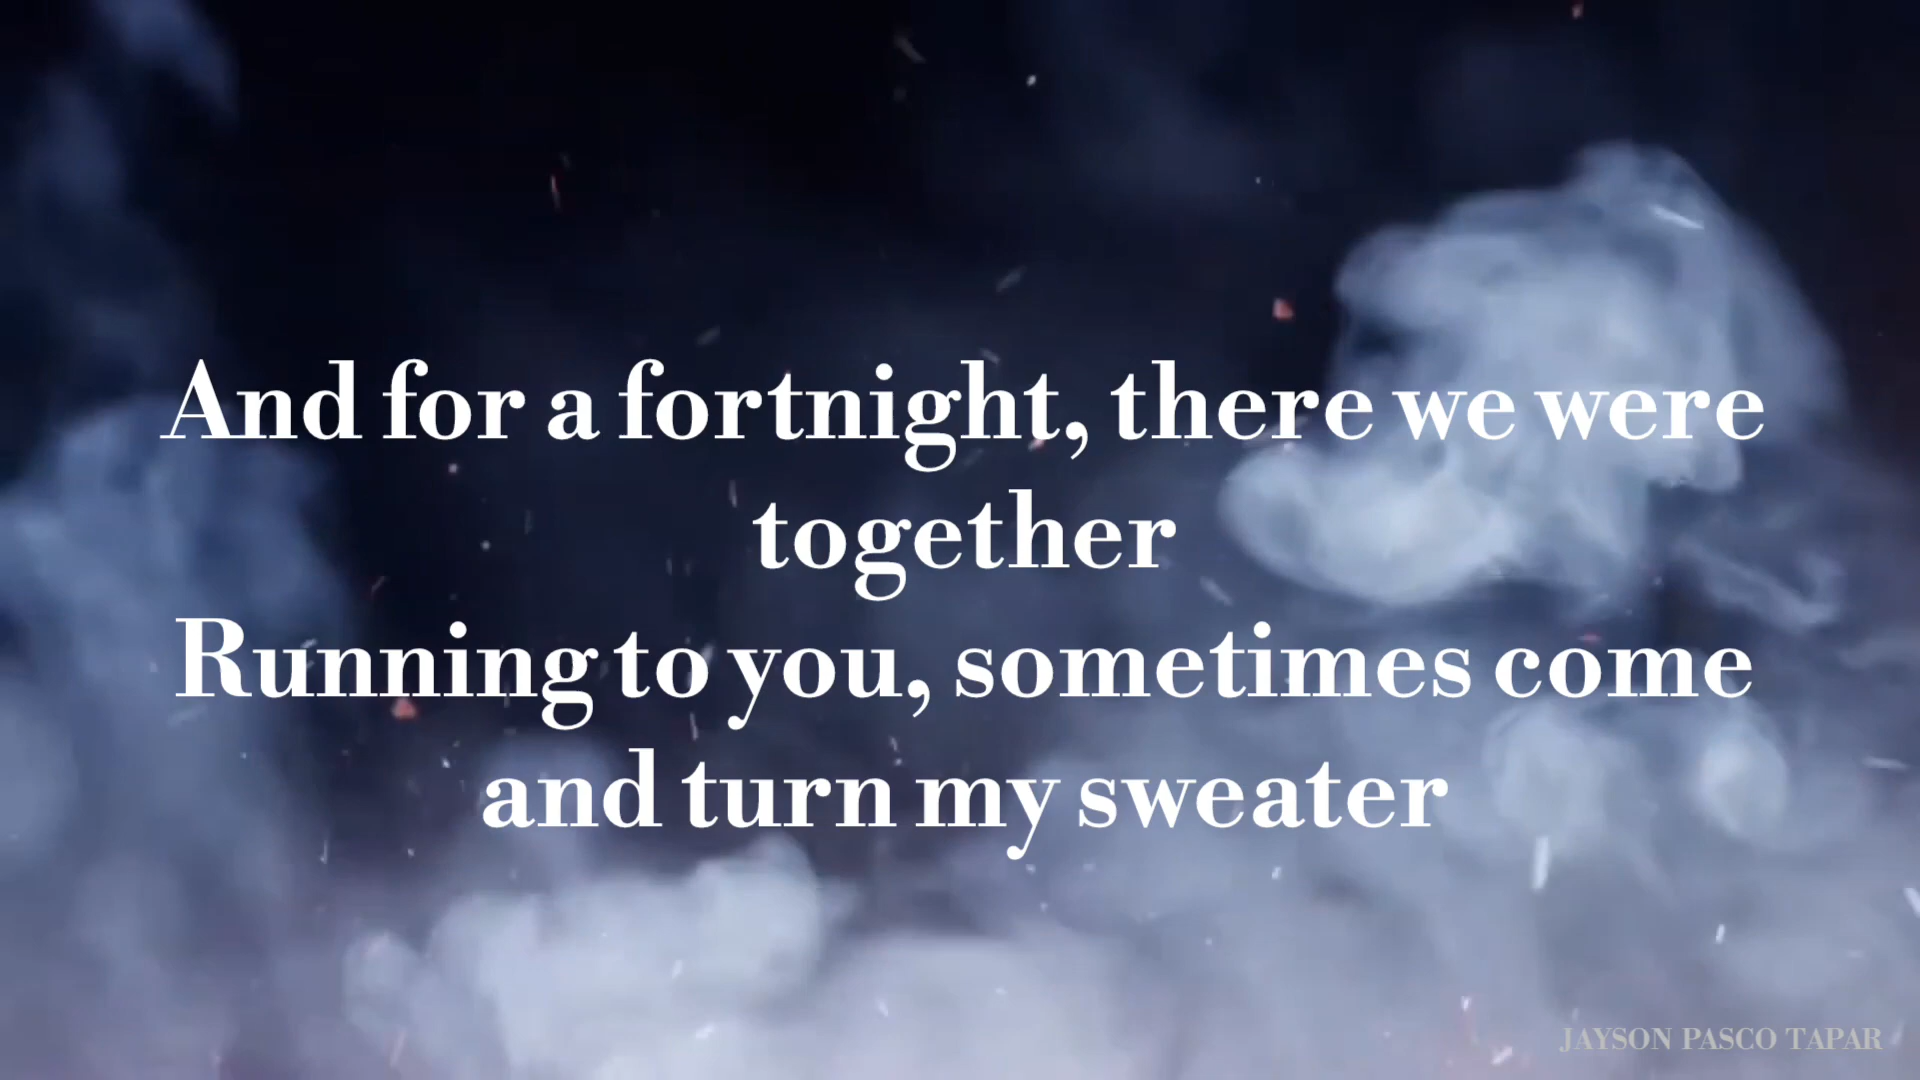 And for a fortnight, there we were
together
Running to you, sometimes come
and turn my sweater
JAYSON PASCO TAPAR